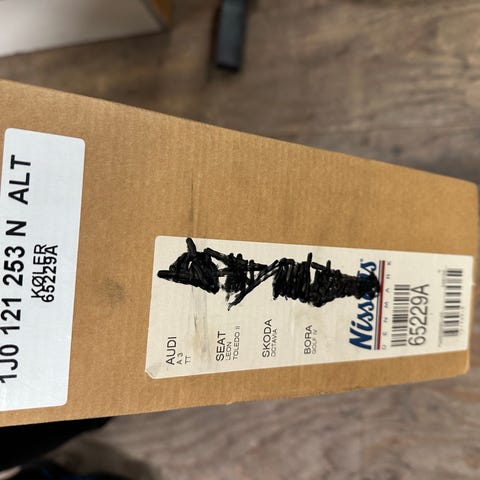 1J0 121 253 N ALT
KØLER
65229A
AUDI
A 3
TT
SEAT
LEON
TOLEDO II
SKODA
OCTAVIA
BORA
GOLF IV
Nissens
DENMARK
65229A